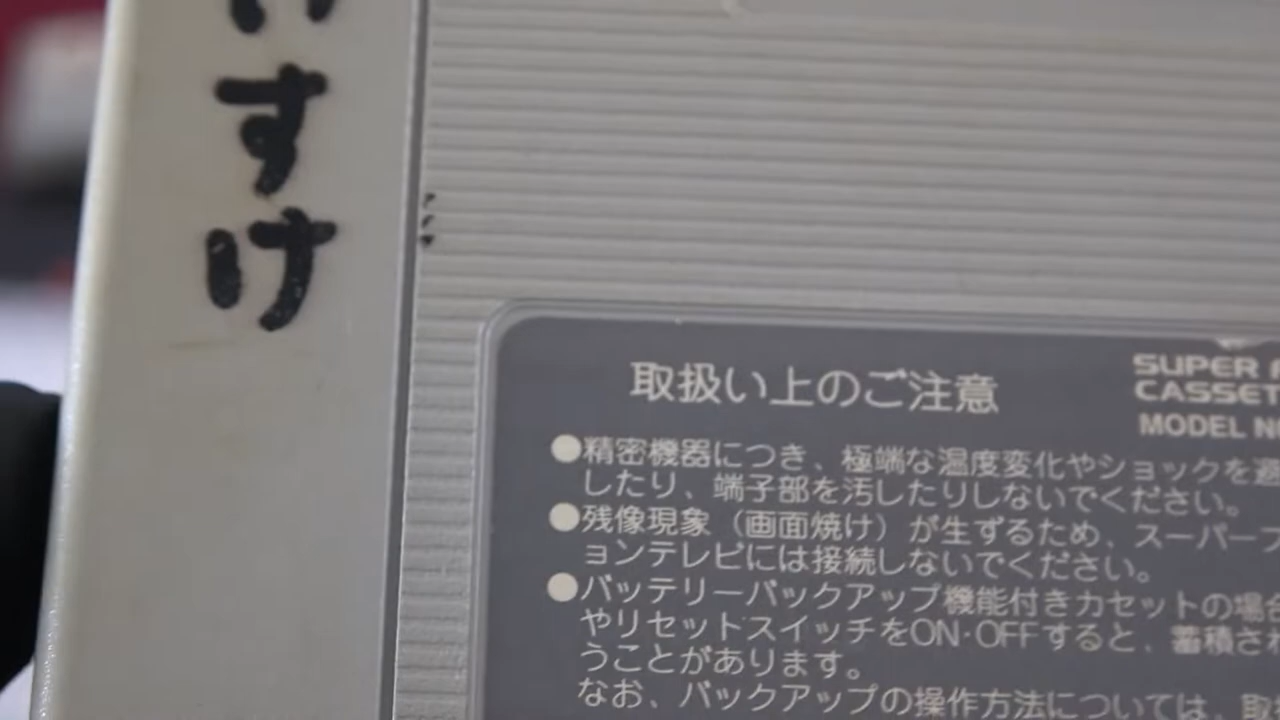 いすけ
取扱い上のご注意
SUPER
CASSET
MODEL NO
●精密機器につき、極端な温度変化やショックを避
したり、端子部を汚したりしないでください。
●残像現象（画面焼け）が生ずるため、スーパー
ョンテレビには接続しないでください。
●バッテリーバックアップ機能付きカセットの場合
やリセットスイッチをON・OFFすると、蓄積され
うことがあります。
なお、バックアップの操作方法については、取